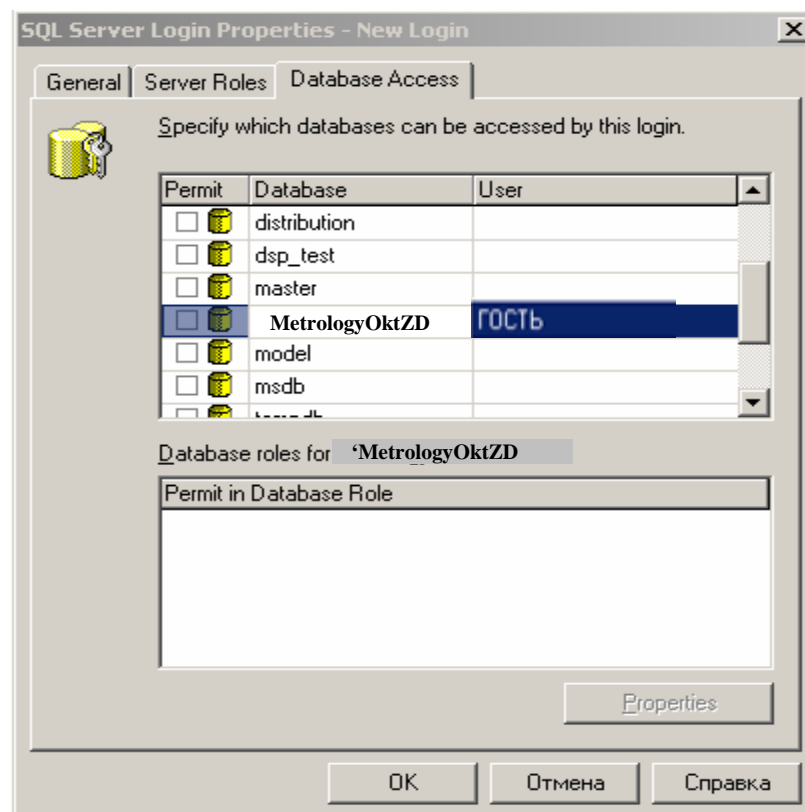 SQL Server Login Properties - New Login
General Server Roles Database Access
Specify which databases can be accessed by this login.
Permit Database User
distribution
dsp_test
master
MetrologyOktZD ГОСТЬ
model
msdb
Database roles for ‘MetrologyOktZD
Permit in Database Role
Properties
OK Отмена Справка